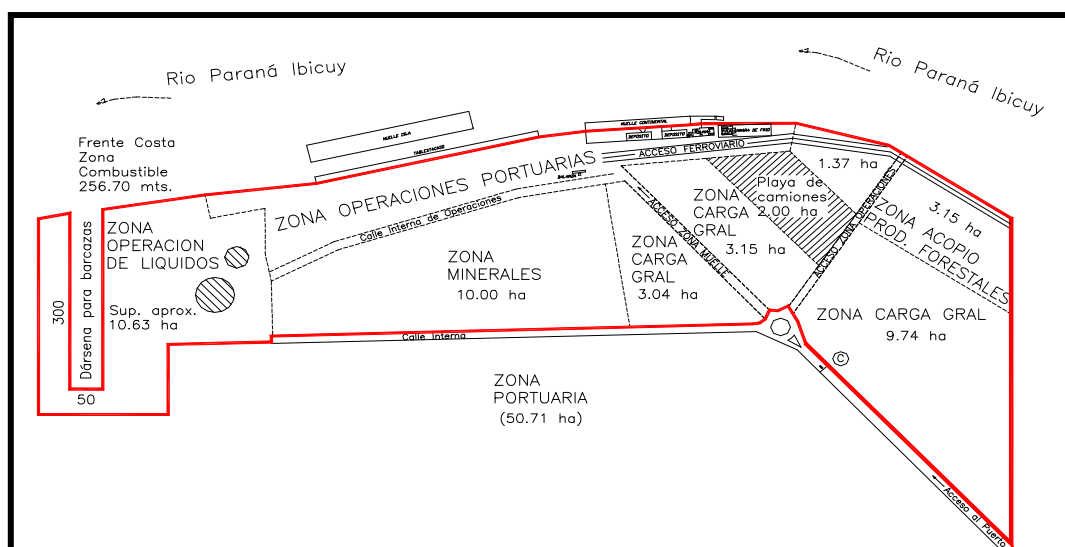 Rio Paraná Ibicuy
Rio Paraná Ibicuy
Frente Costa
Zona
Combustible
256.70 mts.
MUELLE ISLA
TABLESTACADO
MUELLE CONTINENTAL
DEPOSITO
DEPOSITO
CAMARA DE FRIO
ACCESO FERROVIARIO
ZONA OPERACIONES PORTUARIAS
BALANZA
Calle Interna de Operaciones
ZONA
OPERACION
DE LIQUIDOS
Sup. aprox.
10.63 ha
Dársena para barcazas
300
50
ZONA
MINERALES
10.00 ha
ZONA
CARGA
GRAL
3.04 ha
ACCESO ZONA MUELLE
ZONA
CARGA
GRAL
3.15 ha
Playa de
camiones
2.00 ha
1.37 ha
ACCESO ZONA OPERACIONES
3.15 ha
ZONA ACOPIO
PROD. FORESTALES
ZONA CARGA GRAL
9.74 ha
C
Calle Interna
ZONA
PORTUARIA
(50.71 ha)
Acceso al Puerto